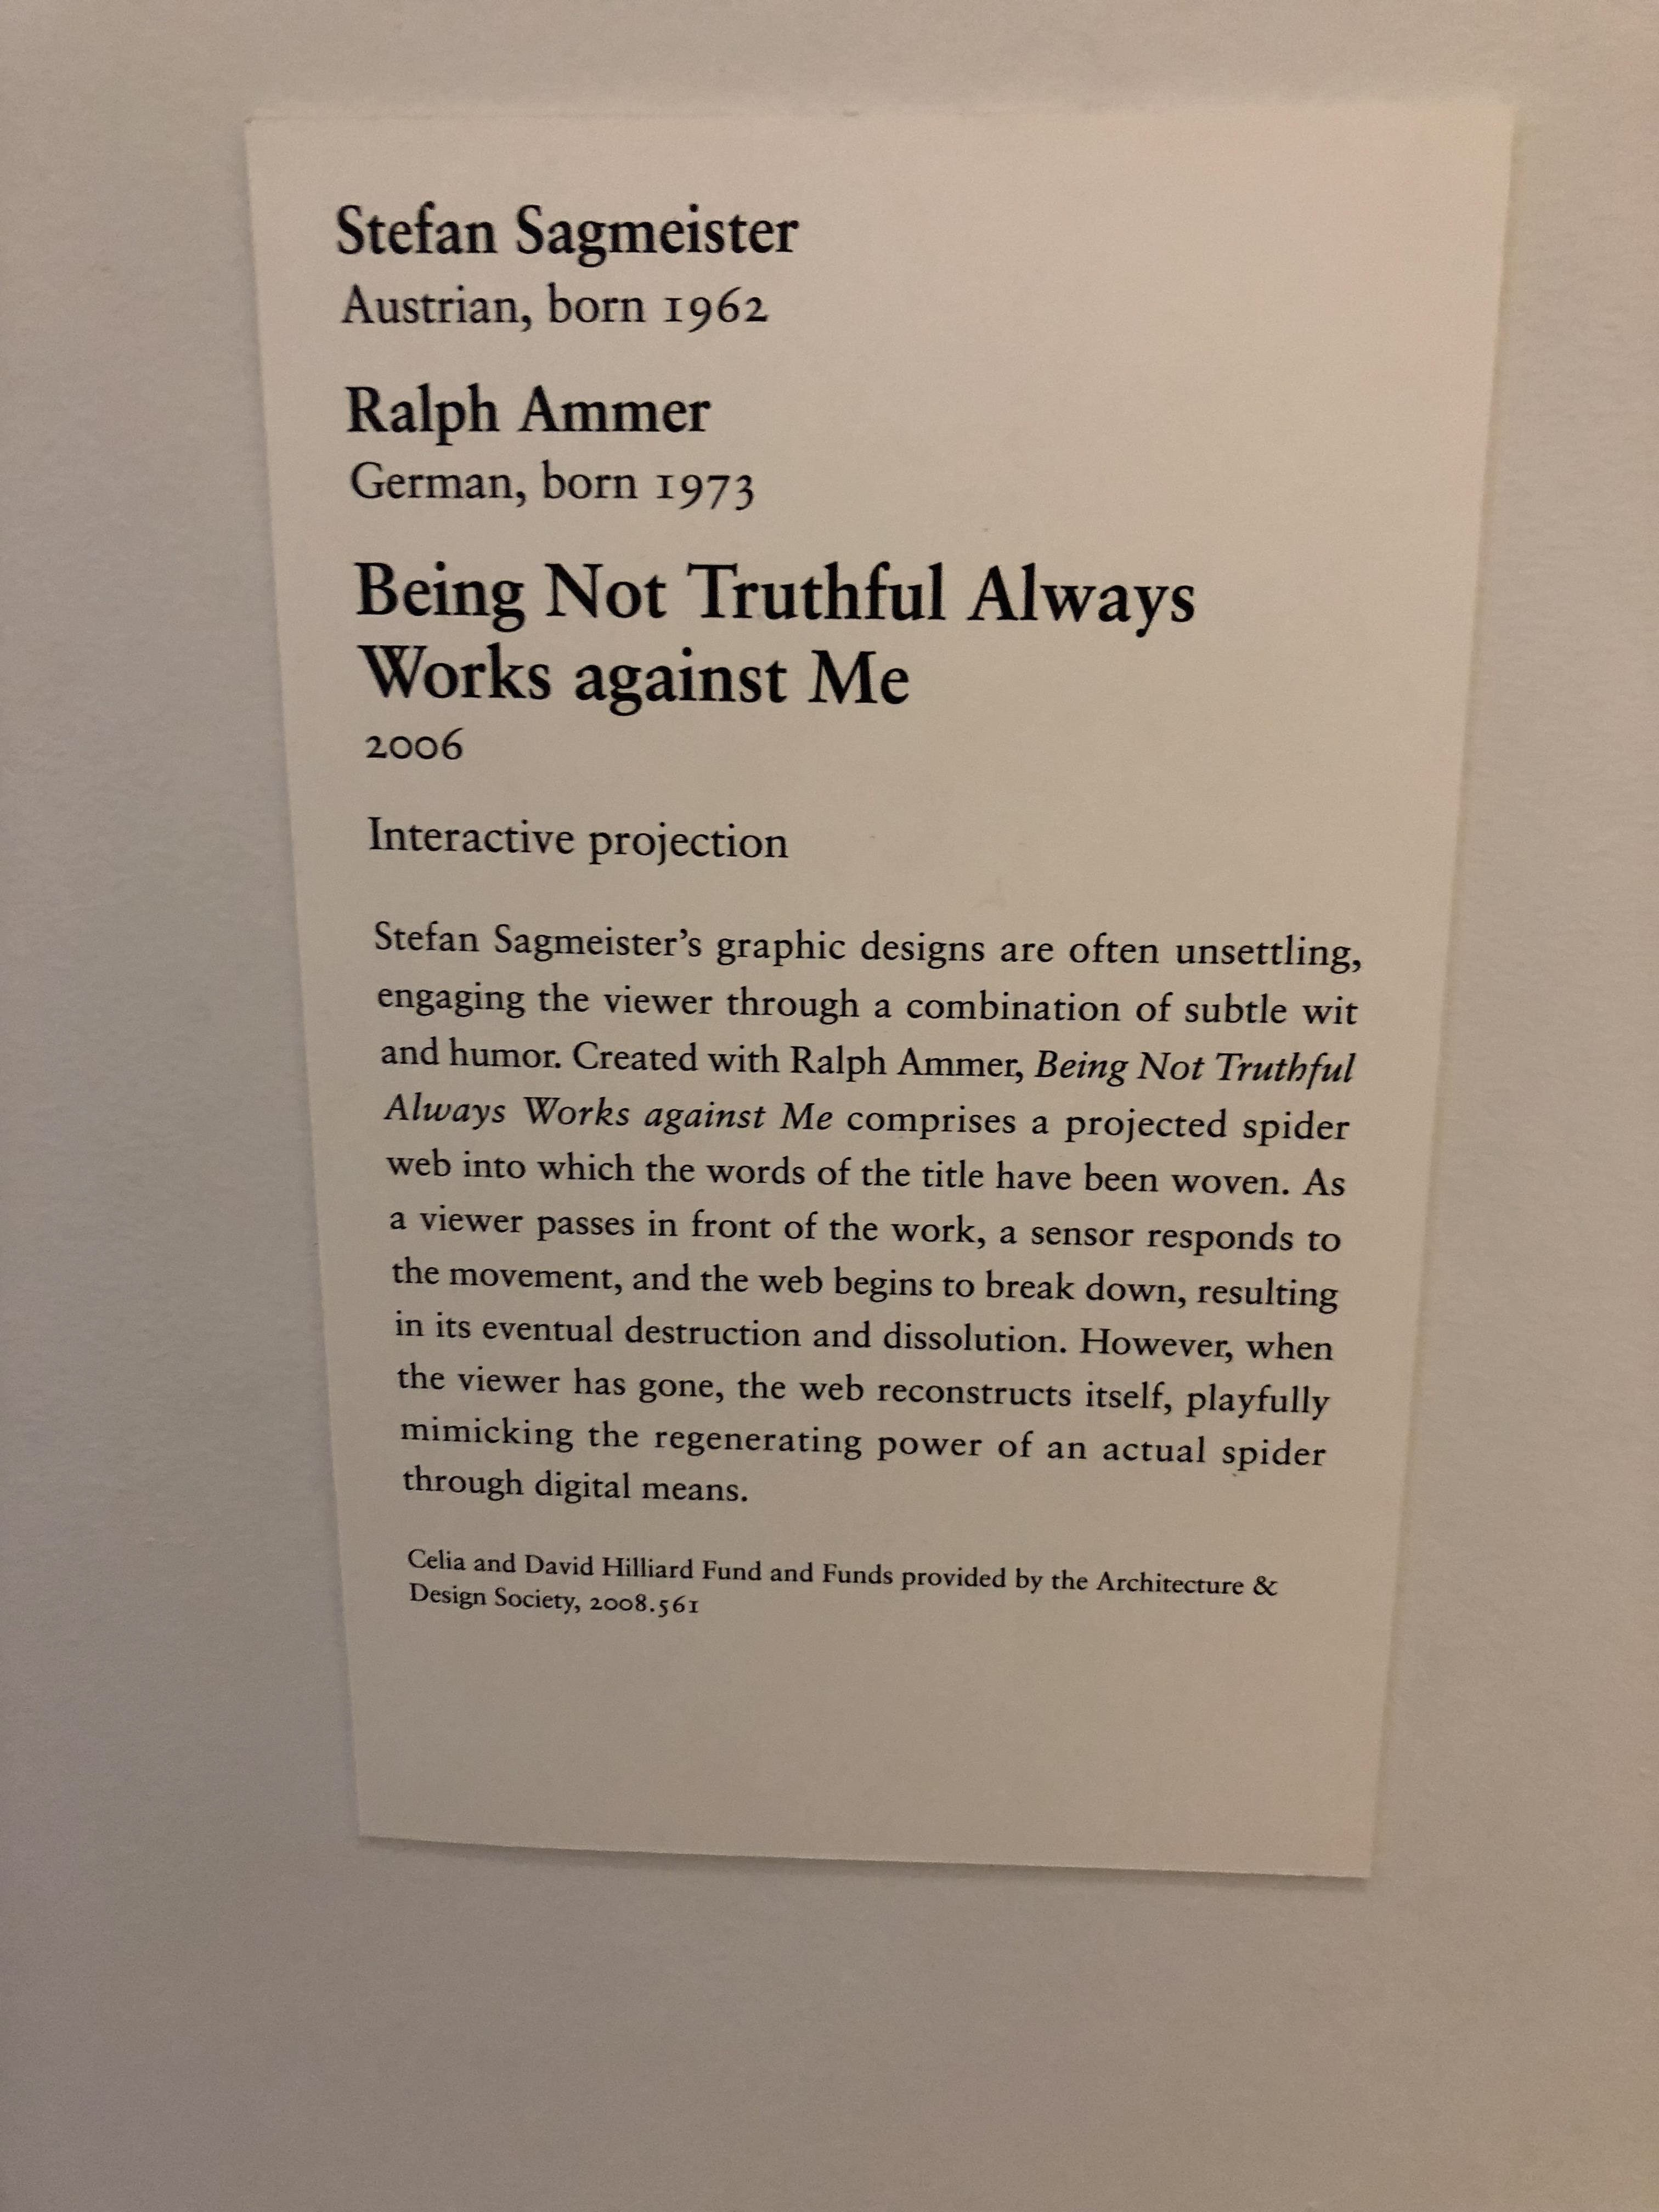 Stefan Sagmeister
Austrian, born 1962
Ralph Ammer
German, born 1973
Being Not Truthful Always
Works against Me
2006
Interactive projection
Stefan Sagmeister’s graphic designs are often unsettling,
engaging the viewer through a combination of subtle wit
and humor. Created with Ralph Ammer, Being Not Truthful
Always Works against Me comprises a projected spider
web into which the words of the title have been woven. As
a viewer passes in front of the work, a sensor responds to
the movement, and the web begins to break down, resulting
in its eventual destruction and dissolution. However, when
the viewer has gone, the web reconstructs itself, playfully
mimicking the regenerating power of an actual spider
through digital means.
Celia and David Hilliard Fund and Funds provided by the Architecture &
Design Society, 2008.561